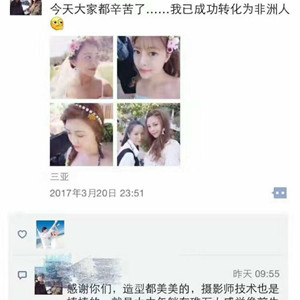 今天大家都辛苦了……我已成功转化为非洲人
三亚
2017年3月20日 23:51
昨天 09:55
感谢你们，造型都美美的，摄影师技术也是